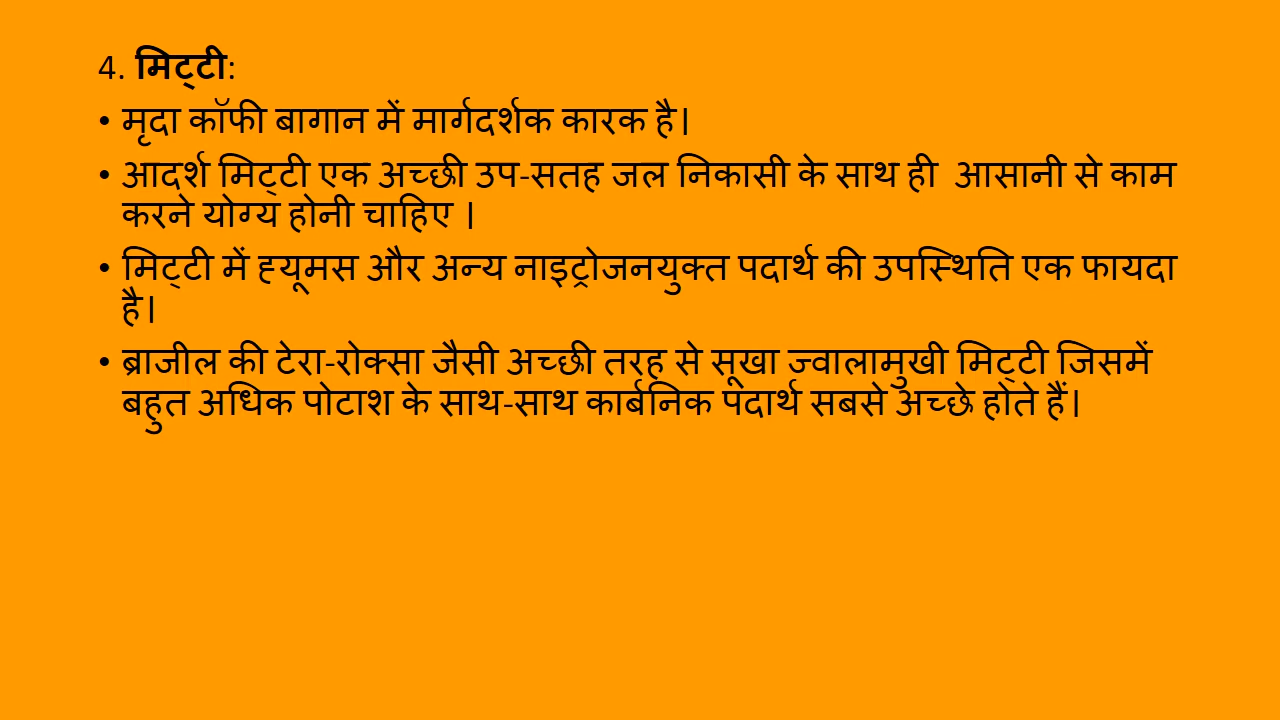 4. मिट्टी:
• मृदा कॉफी बागान में मार्गदर्शक कारक है।
• आदर्श मिट्टी एक अच्छी उप-सतह जल निकासी के साथ ही  आसानी से काम
करने योग्य होनी चाहिए ।
• मिट्टी में ह्यूमस और अन्य नाइट्रोजनयुक्त पदार्थ की उपस्थिति एक फायदा
है।
• ब्राजील की टेरा-रोक्सा जैसी अच्छी तरह से सूखा ज्वालामुखी मिट्टी जिसमें
बहुत अधिक पोटाश के साथ-साथ कार्बनिक पदार्थ सबसे अच्छे होते हैं।